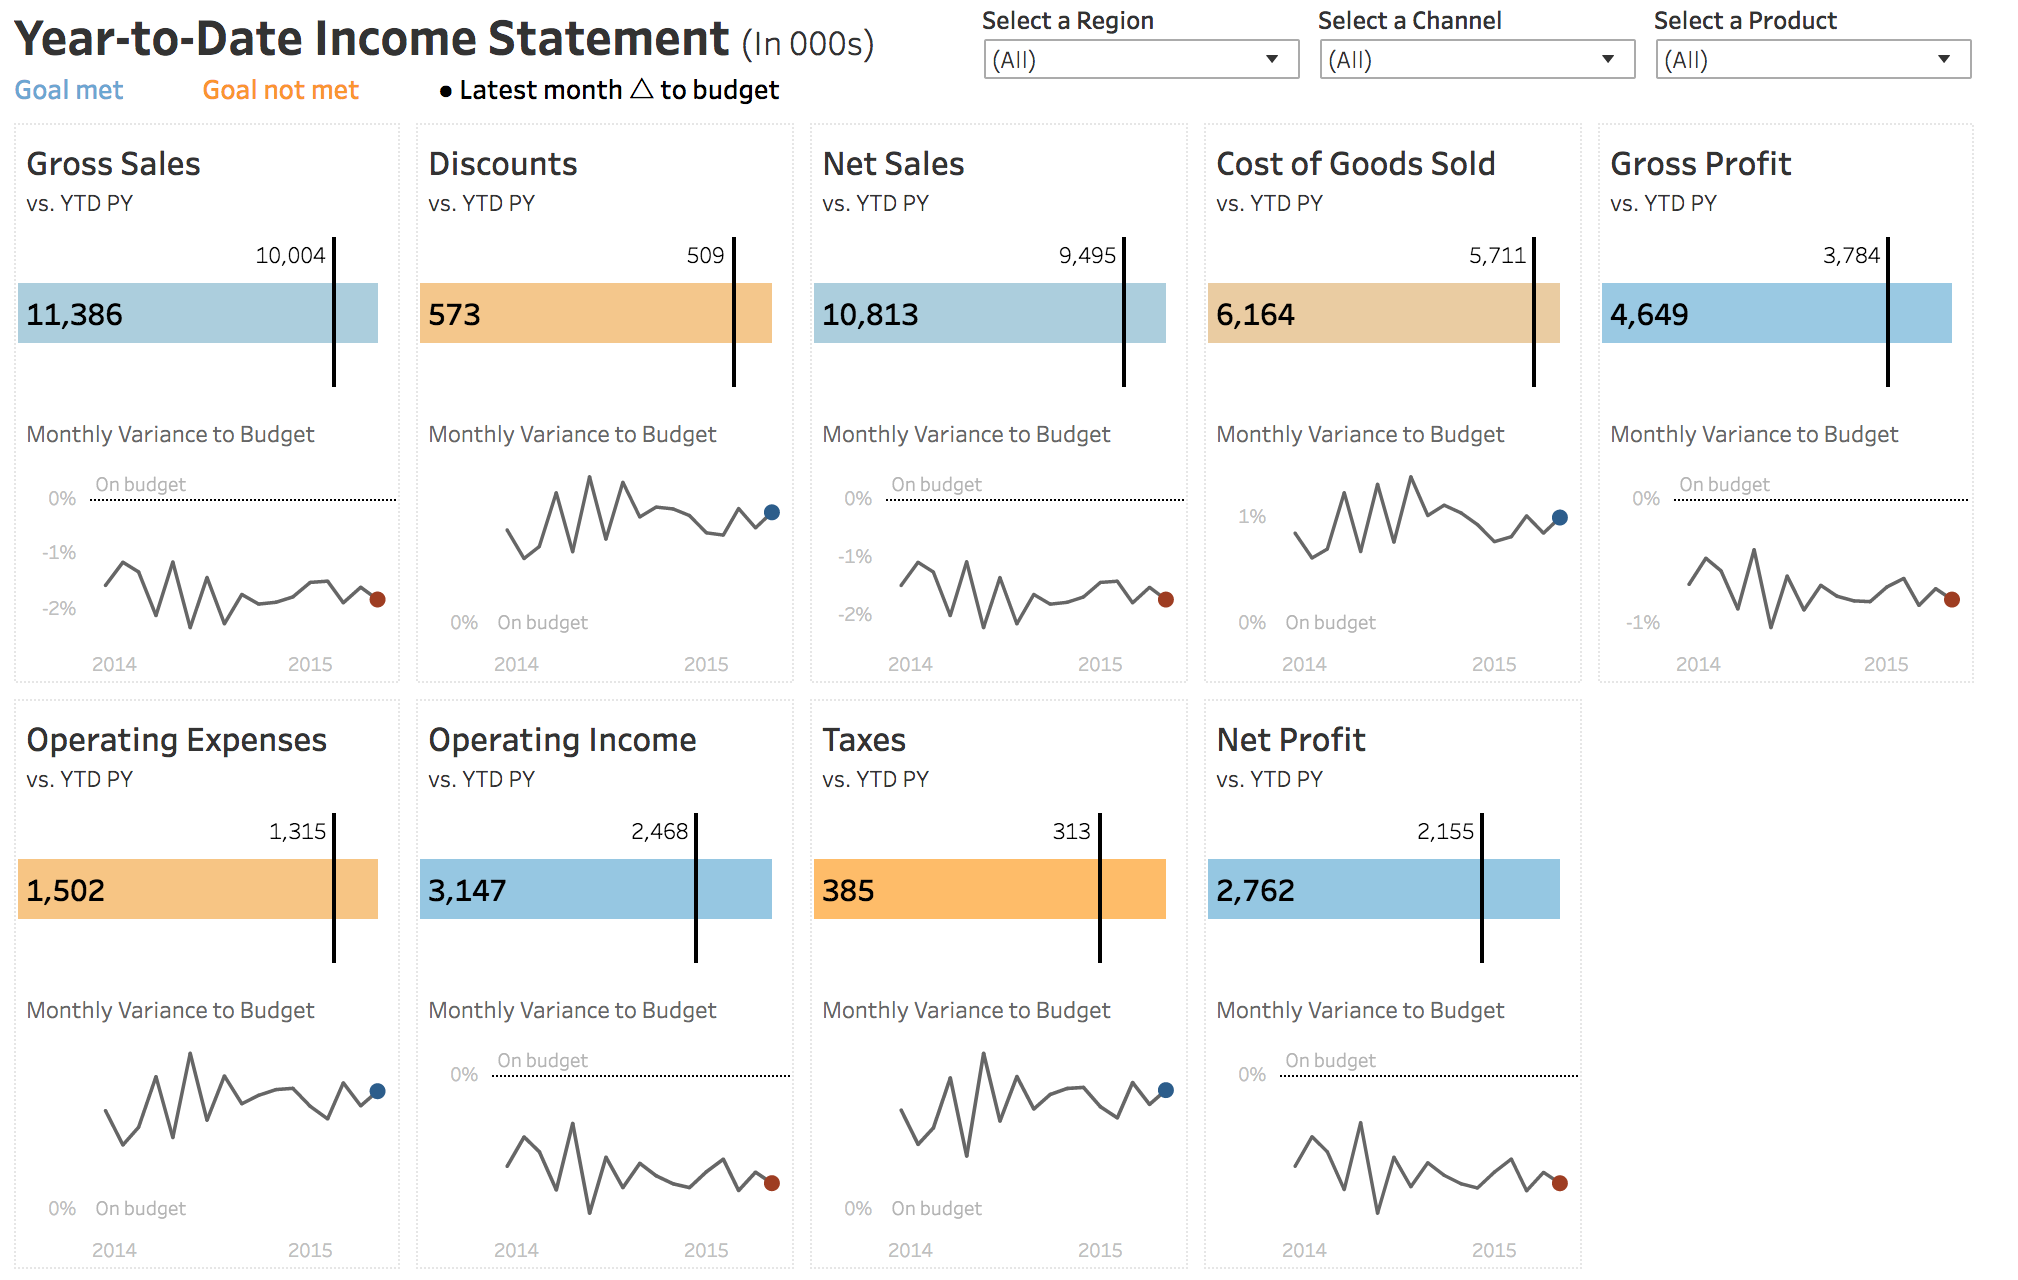 Year-to-Date Income Statement (In 000s)
Goal met
Goal not met
● Latest month △ to budget
Select a Region
(All)
Select a Channel
(All)
Select a Product
(All)
Gross Sales
vs. YTD PY
10,004
11,386
Monthly Variance to Budget
On budget
0%
-1%
-2%
2014
2015
Discounts
vs. YTD PY
509
573
Monthly Variance to Budget
0% On budget
2014
2015
Net Sales
vs. YTD PY
9,495
10,813
Monthly Variance to Budget
On budget
0%
-1%
-2%
2014
2015
Cost of Goods Sold
vs. YTD PY
5,711
6,164
Monthly Variance to Budget
1%
0% On budget
2014
2015
Gross Profit
vs. YTD PY
3,784
4,649
Monthly Variance to Budget
On budget
0%
-1%
2014
2015
Operating Expenses
vs. YTD PY
1,315
1,502
Monthly Variance to Budget
0% On budget
2014
2015
Operating Income
vs. YTD PY
2,468
3,147
Monthly Variance to Budget
On budget
0%
2014
2015
Taxes
vs. YTD PY
313
385
Monthly Variance to Budget
0% On budget
2014
2015
Net Profit
vs. YTD PY
2,155
2,762
Monthly Variance to Budget
On budget
0%
2014
2015